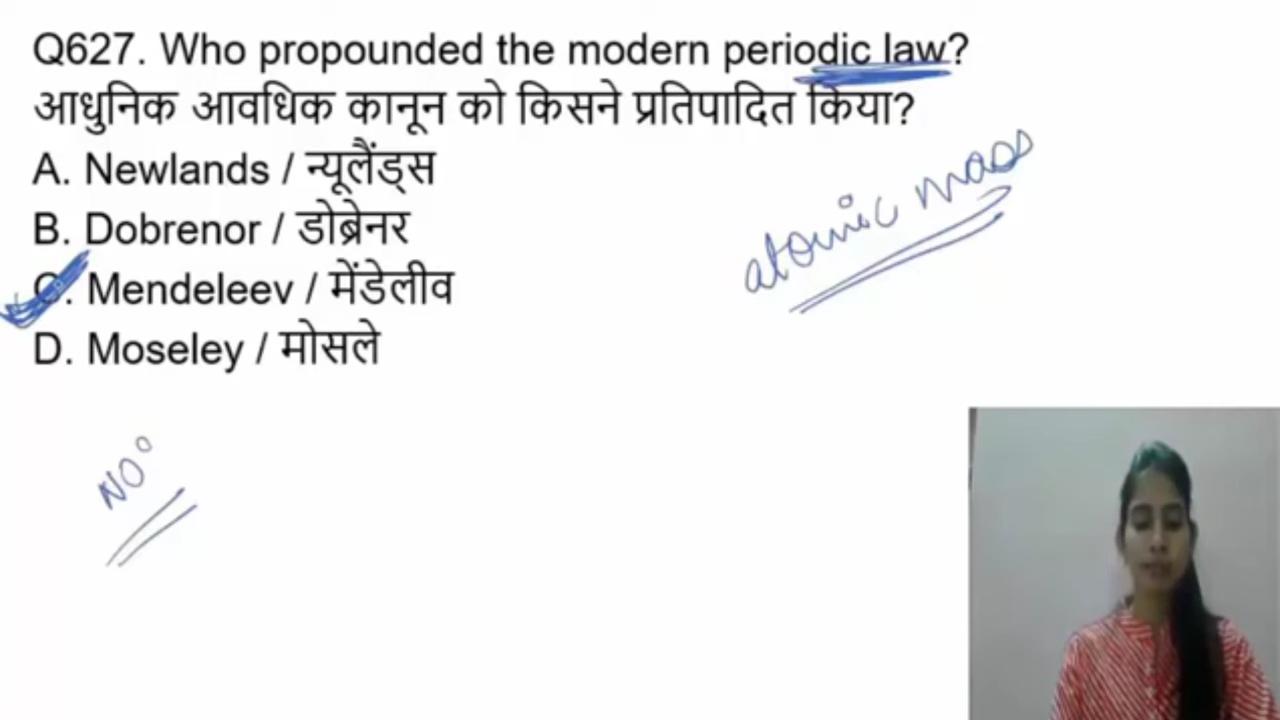 Q627. Who propounded the modern periodic law?
आधुनिक आवधिक कानून को किसने प्रतिपादित किया?
A. Newlands / न्यूलैंड्स
B. Dobrenor / डोब्रेनर
C. Mendeleev / मेंडेलीव
D. Moseley / मोसले
atomic mass
NO°